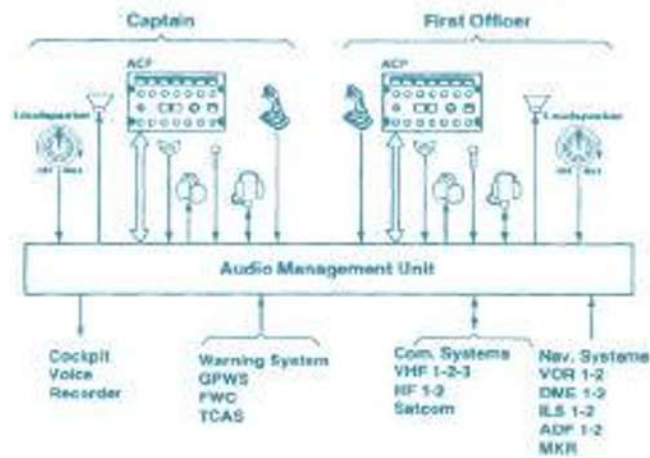 Captain
First Officer
ACP
ACP
Loudspeaker
Loudspeaker
Audio Management Unit
Cockpit
Voice
Recorder
Warning System
GPWS
FWC
TCAS
Com. Systems
VHF 1-2-3
HF 1-2
Satcom
Nav. Systems
VOR 1-2
DME 1-2
ILS 1-2
ADF 1-2
MKR